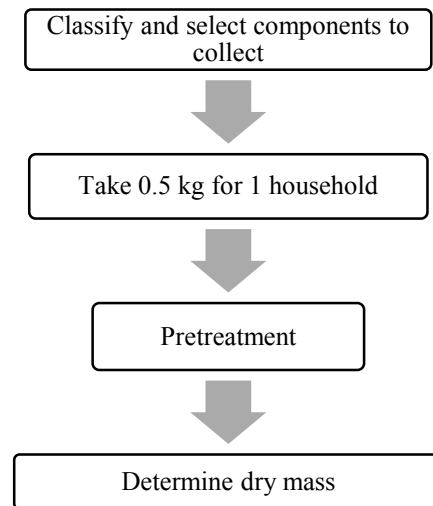 Classify and select components to
collect
Take 0.5 kg for 1 household
Pretreatment
Determine dry mass